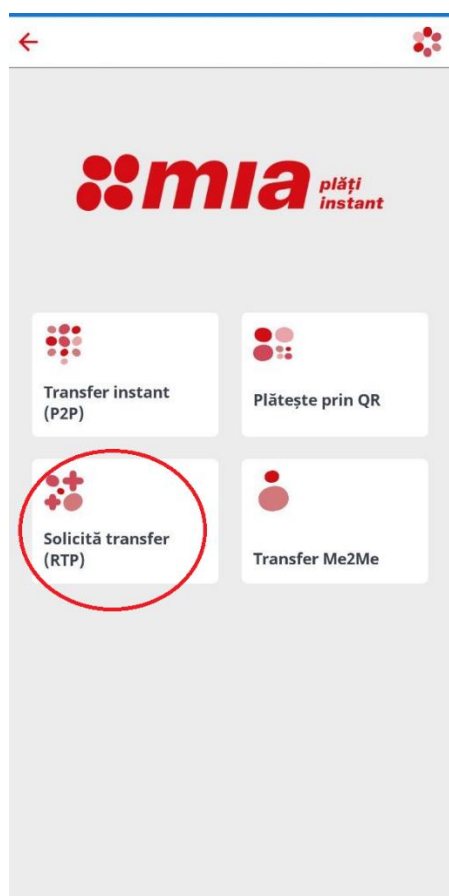 mia plăți
instant
Transfer instant
(P2P)
Plătește prin QR
Solicită transfer
(RTP)
Transfer Me2Me